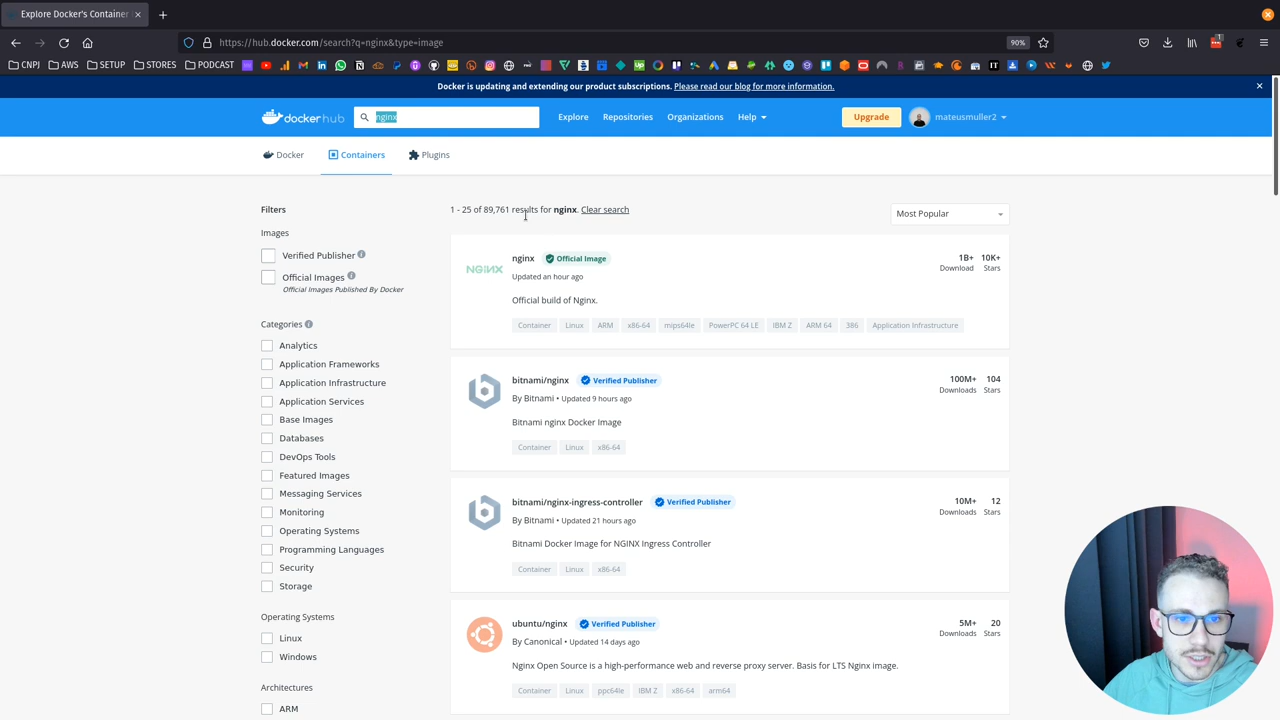 Explore Docker's Container
https://hub.docker.com/search?q=nginx&type=image
90%
CNPJ
AWS
SETUP
STORES
PODCAST
Docker is updating and extending our product subscriptions. Please read our blog for more information.
docker hub
nginx
Explore
Repositories
Organizations
Help
Upgrade
mateusmuller2
Docker
Containers
Plugins
Filters
Images
Verified Publisher
Official Images
Official Images Published By Docker
Categories
Analytics
Application Frameworks
Application Infrastructure
Application Services
Base Images
Databases
DevOps Tools
Featured Images
Messaging Services
Monitoring
Operating Systems
Programming Languages
Security
Storage
Operating Systems
Linux
Windows
Architectures
ARM
1 - 25 of 89,761 results for nginx. Clear search
Most Popular
NGINX
nginx Official Image
Updated an hour ago
Official build of Nginx.
Container Linux ARM x86-64 mips64le PowerPC 64 LE IBM Z ARM 64 386 Application Infrastructure
1B+ 10K+
Download Stars
bitnami/nginx Verified Publisher
By Bitnami • Updated 9 hours ago
Bitnami nginx Docker Image
Container Linux x86-64
100M+ 104
Downloads Stars
bitnami/nginx-ingress-controller Verified Publisher
By Bitnami • Updated 21 hours ago
Bitnami Docker Image for NGINX Ingress Controller
Container Linux x86-64
10M+ 12
Downloads Stars
ubuntu/nginx Verified Publisher
By Canonical • Updated 14 days ago
Nginx Open Source is a high-performance web and reverse proxy server. Basis for LTS Nginx image.
Container Linux ppc64le IBM Z x86-64 arm64
5M+ 20
Downloads Stars